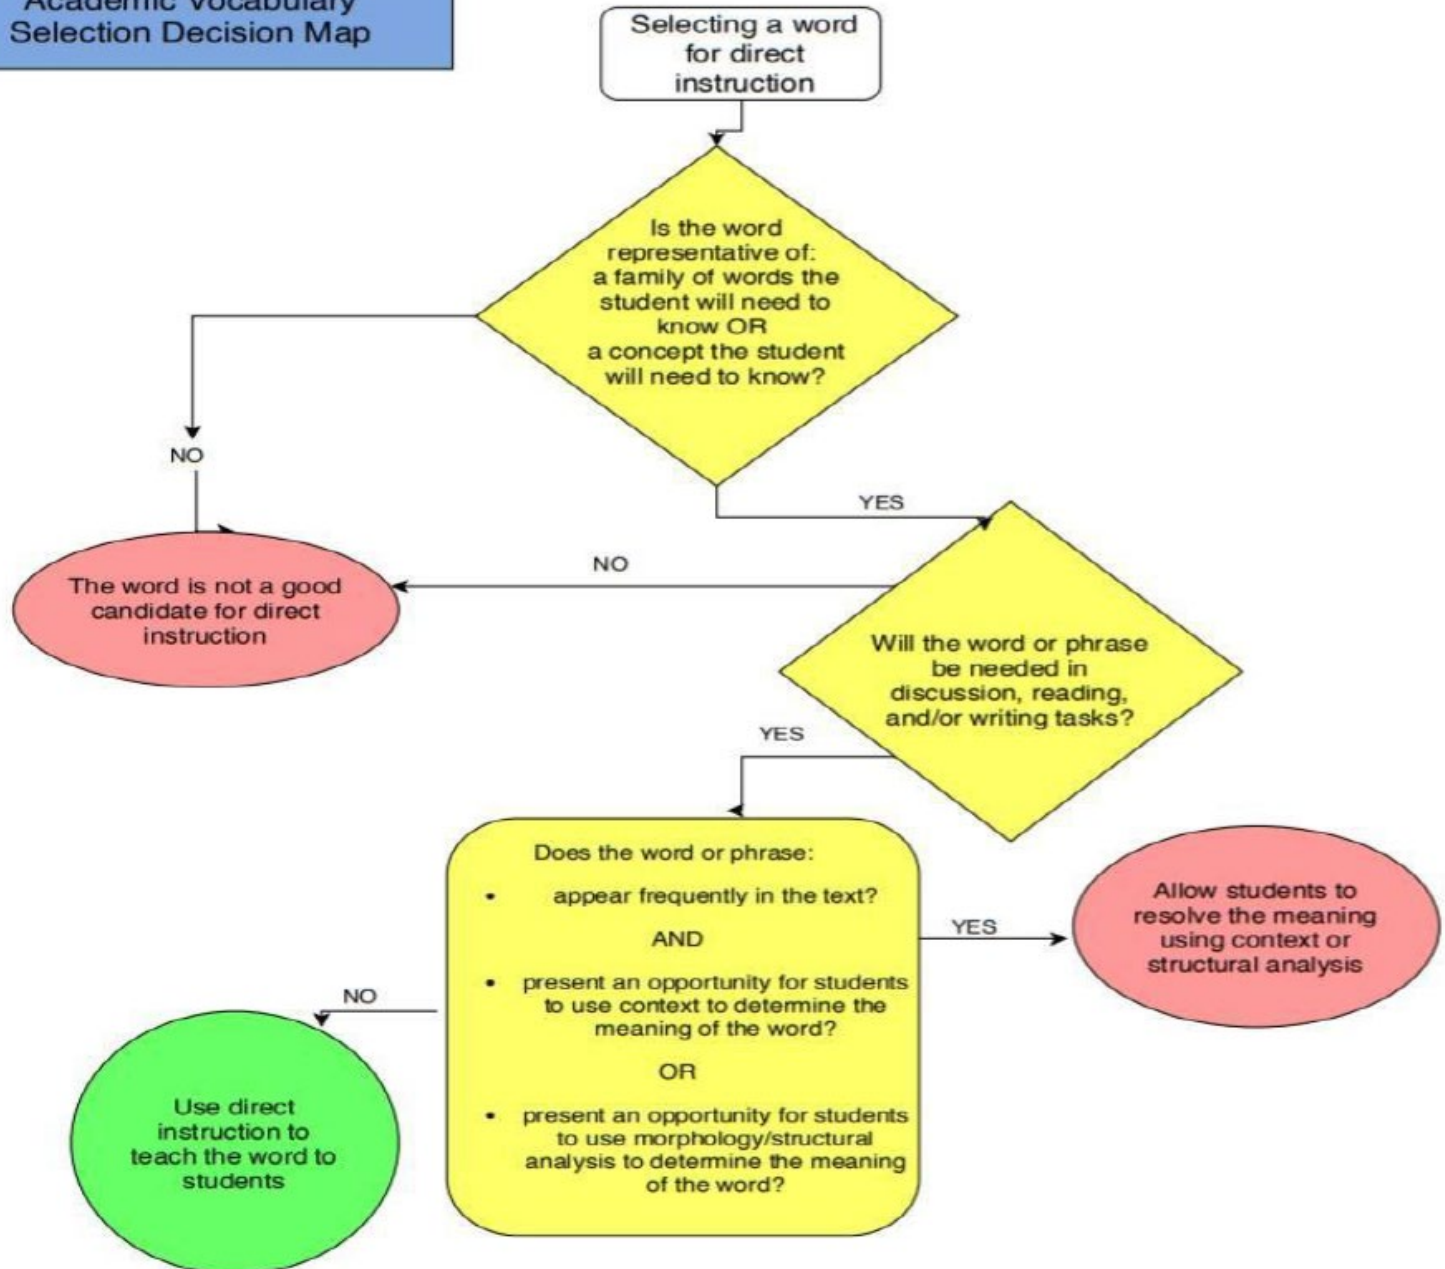 Academic Vocabulary
Selection Decision Map
Selecting a word
for direct
instruction
Is the word
representative of:
a family of words the
student will need to
know OR
a concept the student
will need to know?
NO
YES
The word is not a good
candidate for direct
instruction
NO
Will the word or phrase
be needed in
discussion, reading,
and/or writing tasks?
YES
Does the word or phrase:
• appear frequently in the text?
AND
• present an opportunity for students
to use context to determine the
meaning of the word?
OR
• present an opportunity for students
to use morphology/structural
analysis to determine the meaning
of the word?
YES
Allow students to
resolve the meaning
using context or
structural analysis
NO
Use direct
instruction to
teach the word to
students